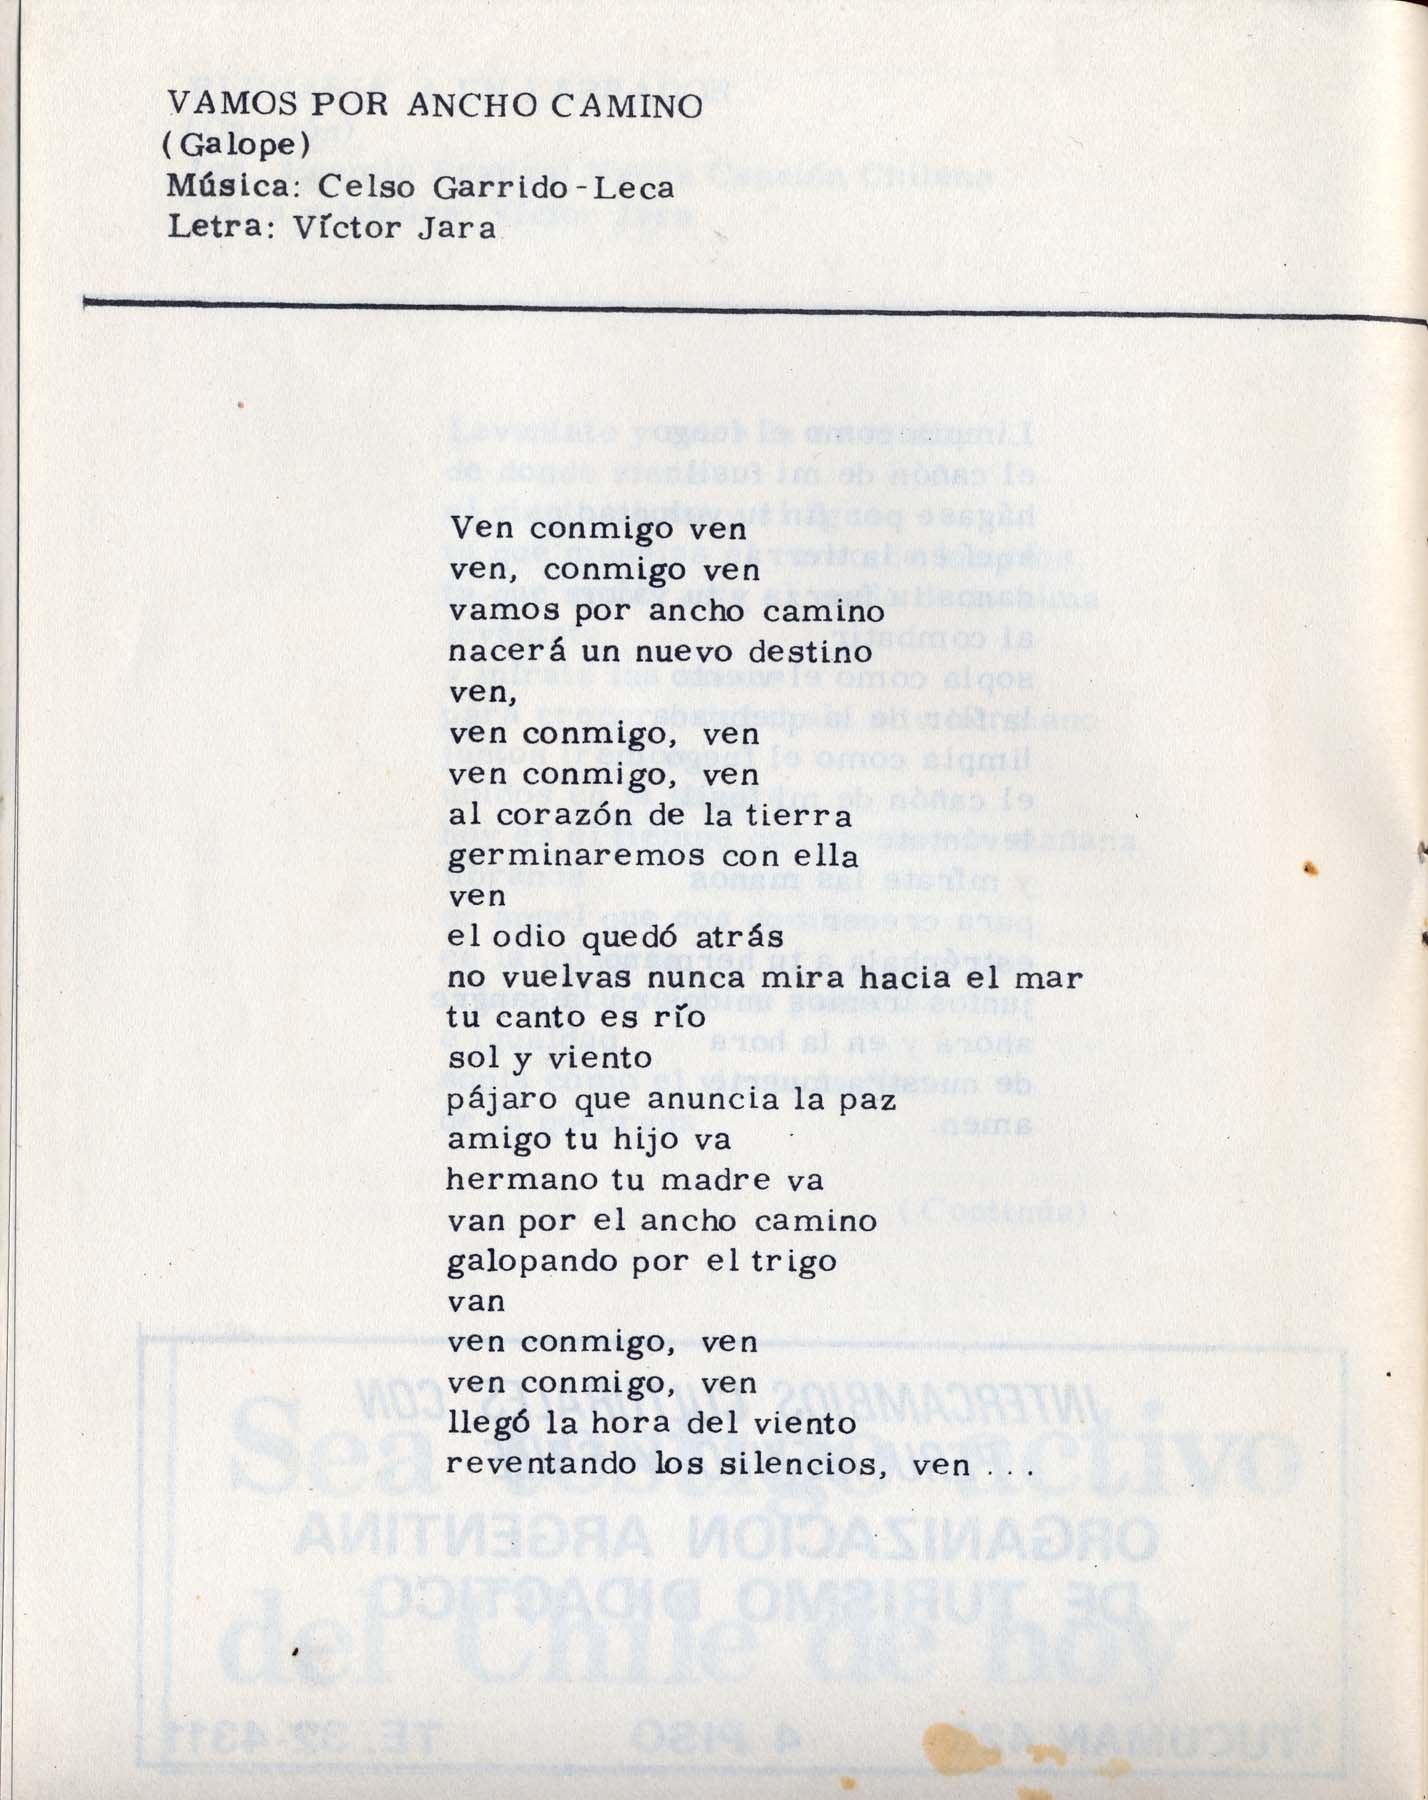 VAMOS POR ANCHO CAMINO
(Galope)
Música: Celso Garrido-Leca
Letra: Víctor Jara
Ven conmigo ven
ven, conmigo ven
vamos por ancho camino
nacerá un nuevo destino
ven,
ven conmigo, ven
ven conmigo, ven
al corazón de la tierra
germinaremos con ella
ven
el odio quedó atrás
no vuelvas nunca mira hacia el mar
tu canto es río
sol y viento
pájaro que anuncia la paz
amigo tu hijo va
hermano tu madre va
van por el ancho camino
galopando por el trigo
van
ven conmigo, ven
ven conmigo, ven
llegó la hora del viento
reventando los silencios, ven ...